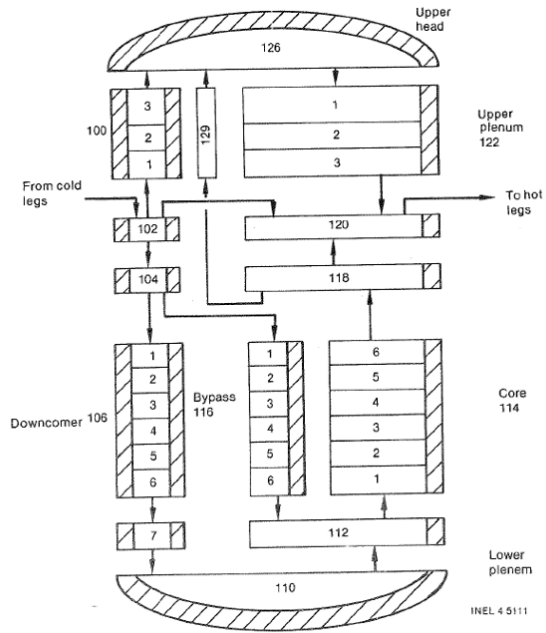 Upper
head
126
3
2
1
100
129
1
2
3
Upper
plenum
122
From cold
legs
To hot
legs
102
120
104
118
1
2
3
4
5
6
Downcomer 106
Bypass
116
1
2
3
4
5
6
6
5
4
3
2
1
Core
114
7
112
Lower
plenem
110
INEL 4 5111